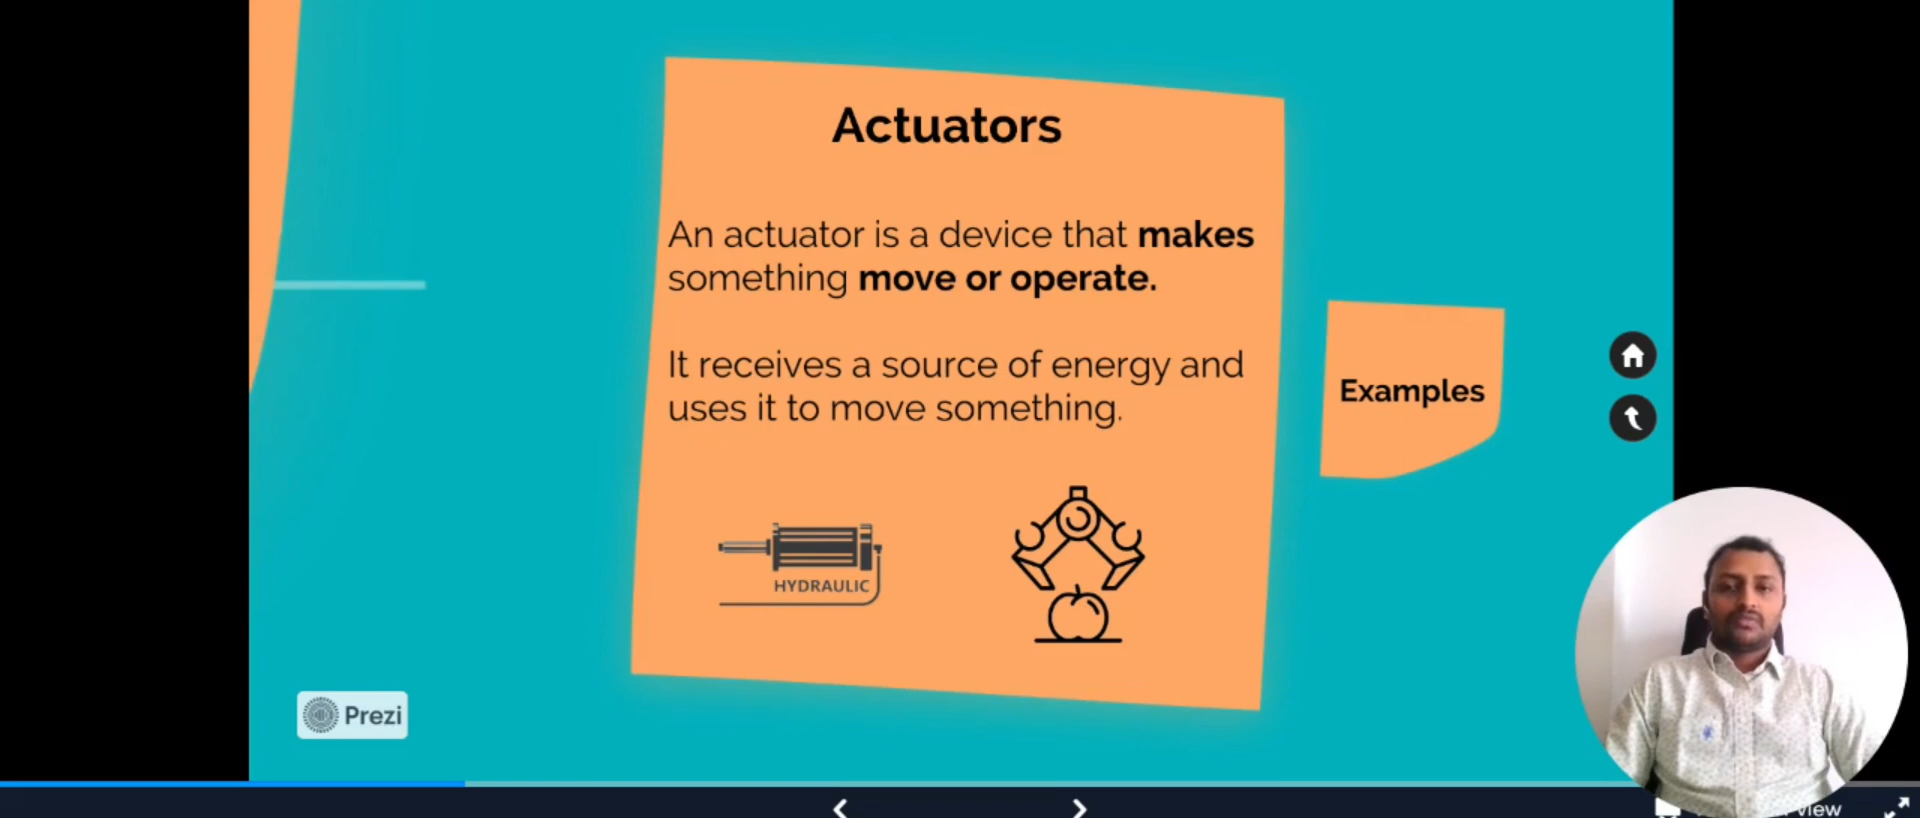 Actuators
An actuator is a device that makes
something move or operate.
It receives a source of energy and
uses it to move something.
HYDRAULIC
Examples
Prezi
view